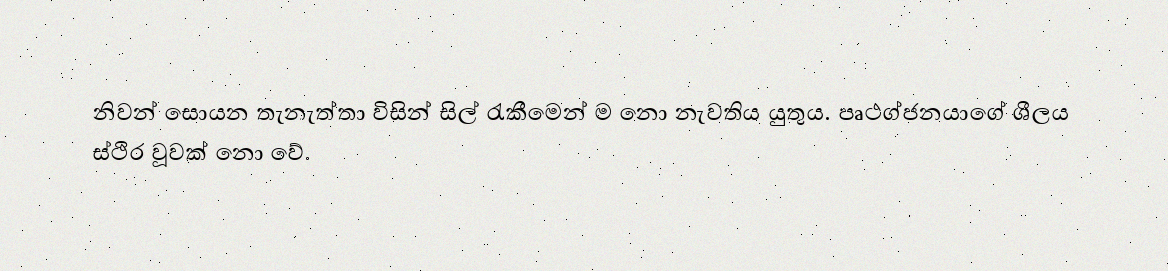 නිවන් සොයන තැනැත්තා විසින් සිල් රැකීමෙන් ම නො නැවතිය යුතුය. පෘථග්ජනයාගේ ශීලය
ස්ථිර වූවක් නො වේ.